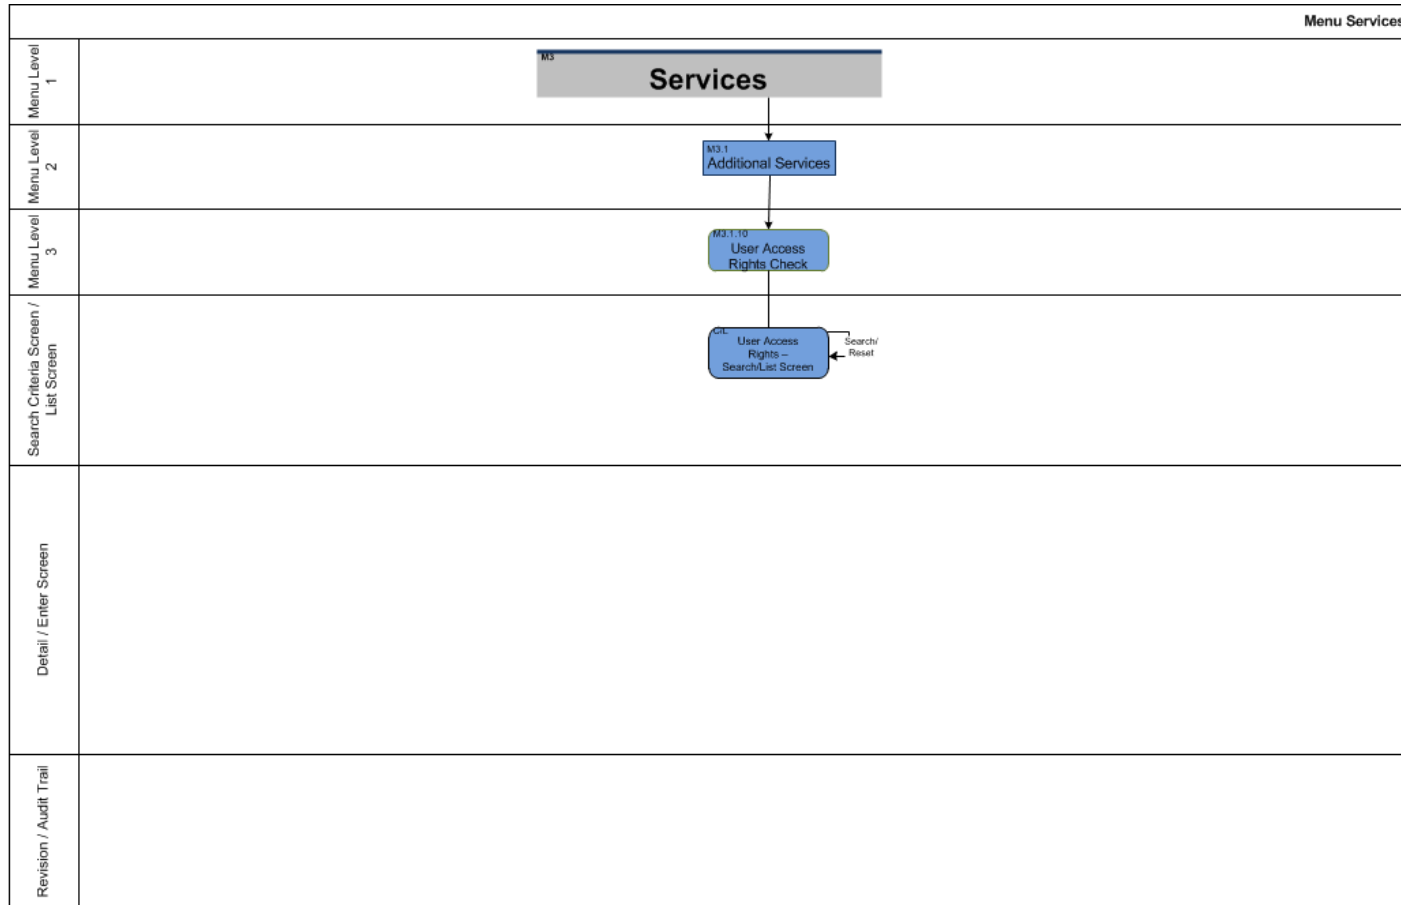 Menu Services
Menu Level
1
M3
Services
Menu Level
2
M3.1
Additional Services
Menu Level
3
M3.1.10
User Access
Rights Check
Search Criteria Screen /
List Screen
C/L
User Access
Rights –
Search/List Screen
Search/
Reset
Detail / Enter Screen
Revision / Audit Trail